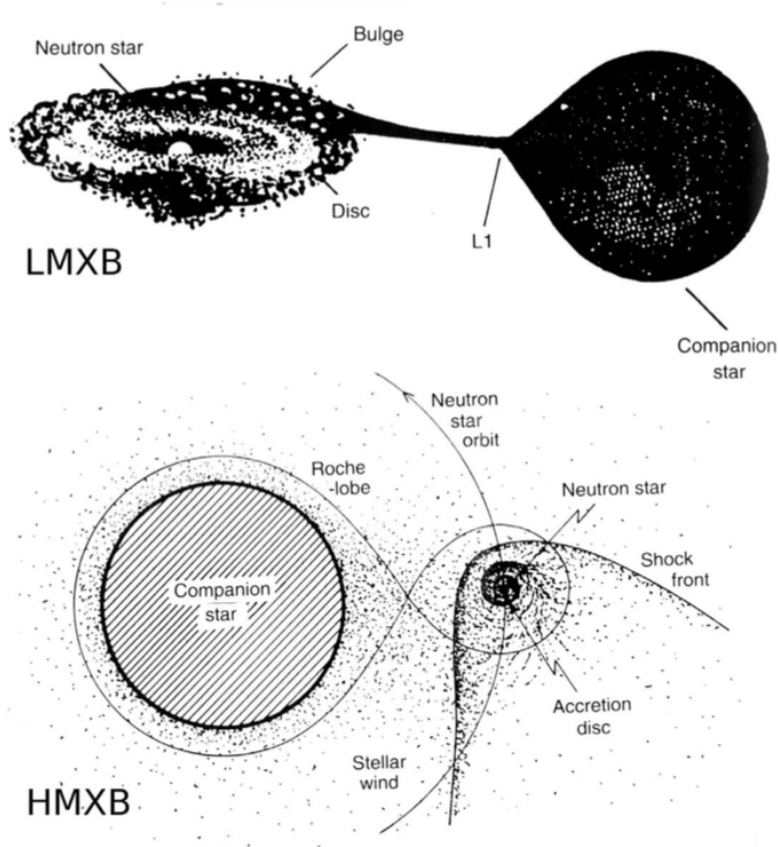 Neutron star
Bulge
Disc
L1
LMXB
Companion
star
Neutron
star
orbit
Roche
-lobe
Neutron star
Shock
front
Companion
star
Accretion
disc
Stellar
wind
HMXB